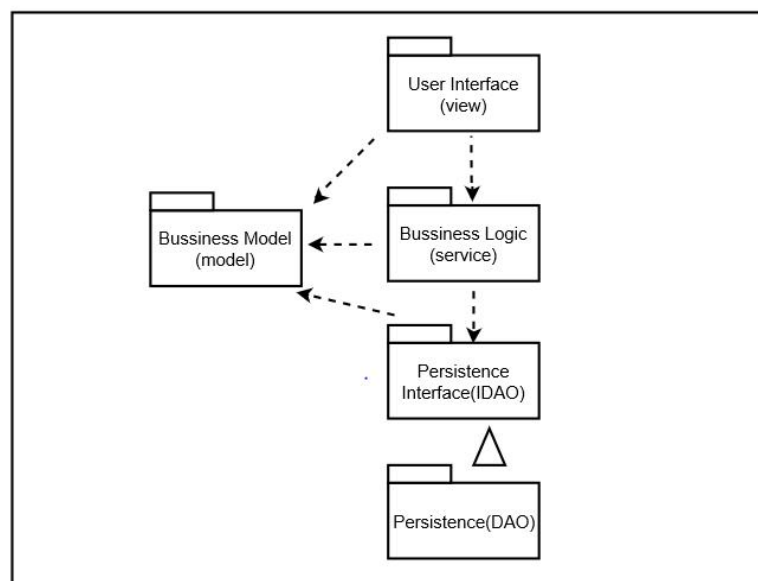 User Interface
(view)
Bussiness Model
(model)
Bussiness Logic
(service)
Persistence
Interface(IDAO)
Persistence(DAO)